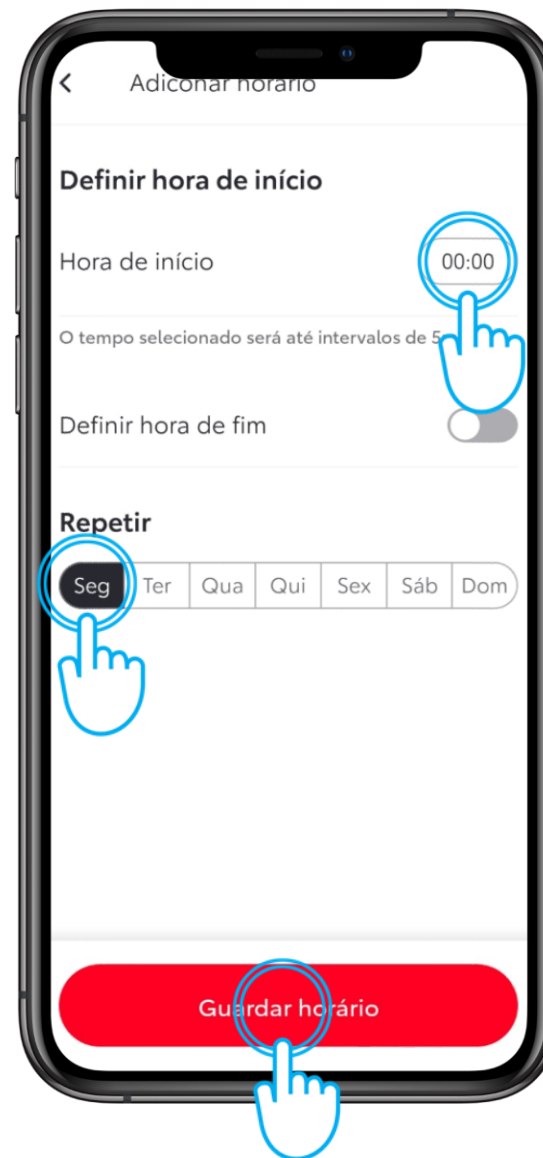 Adiconar horário
Definir hora de início
Hora de início
00:00
O tempo selecionado será até intervalos de 5
Definir hora de fim
Repetir
Seg Ter Qua Qui Sex Sáb Dom
Guardar horário